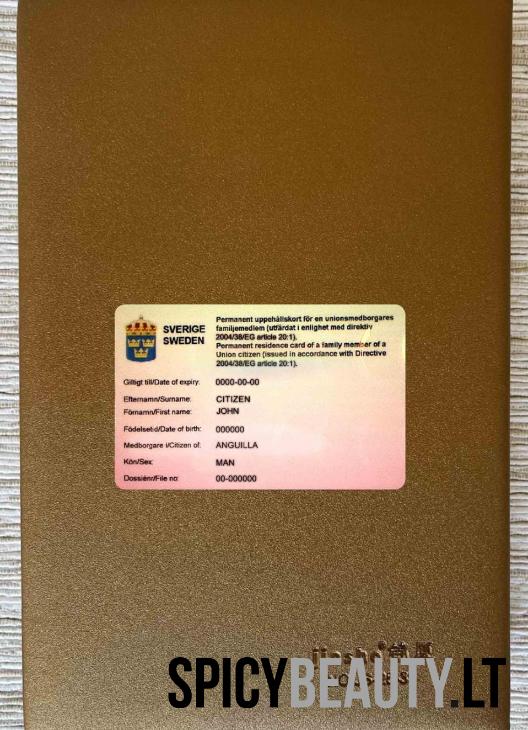 SVERIGE
SWEDEN
Permanent uppehållskort för en unionsmedborgares
familjemedlem (utfärdat i enlighet med direktiv
2004/38/EG article 20:1).
Permanent residence card of a family member of a
Union citizen (issued in accordance with Directive
2004/38/EG article 20:1).
Giltigt till/Date of expiry: 0000-00-00
Efternamn/Surname: CITIZEN
Förnamn/First name: JOHN
Födelsetid/Date of birth: 000000
Medborgare i/Citizen of: ANGUILLA
Kön/Sex: MAN
Dossiénr/File no: 00-000000
SPICYBEAUTY.LT